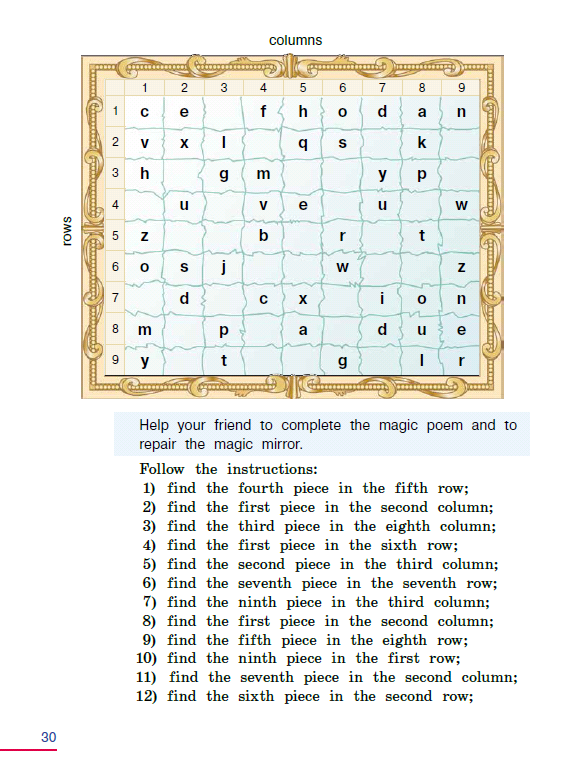 columns
1 2 3 4 5 6 7 8 9
1 c e f h o d a n
2 v x l q s k
3 h g m y p
4 u v e u w
rows
5 z b r t
6 o s j w z
7 d c x i o n
8 m p a d u e
9 y t g l r
Help your friend to complete the magic poem and to
repair the magic mirror.
Follow the instructions:
1) find the fourth piece in the fifth row;
2) find the first piece in the second column;
3) find the third piece in the eighth column;
4) find the first piece in the sixth row;
5) find the second piece in the third column;
6) find the seventh piece in the seventh row;
7) find the ninth piece in the third column;
8) find the first piece in the second column;
9) find the fifth piece in the eighth row;
10) find the ninth piece in the first row;
11) find the seventh piece in the second column;
12) find the sixth piece in the second row;
30